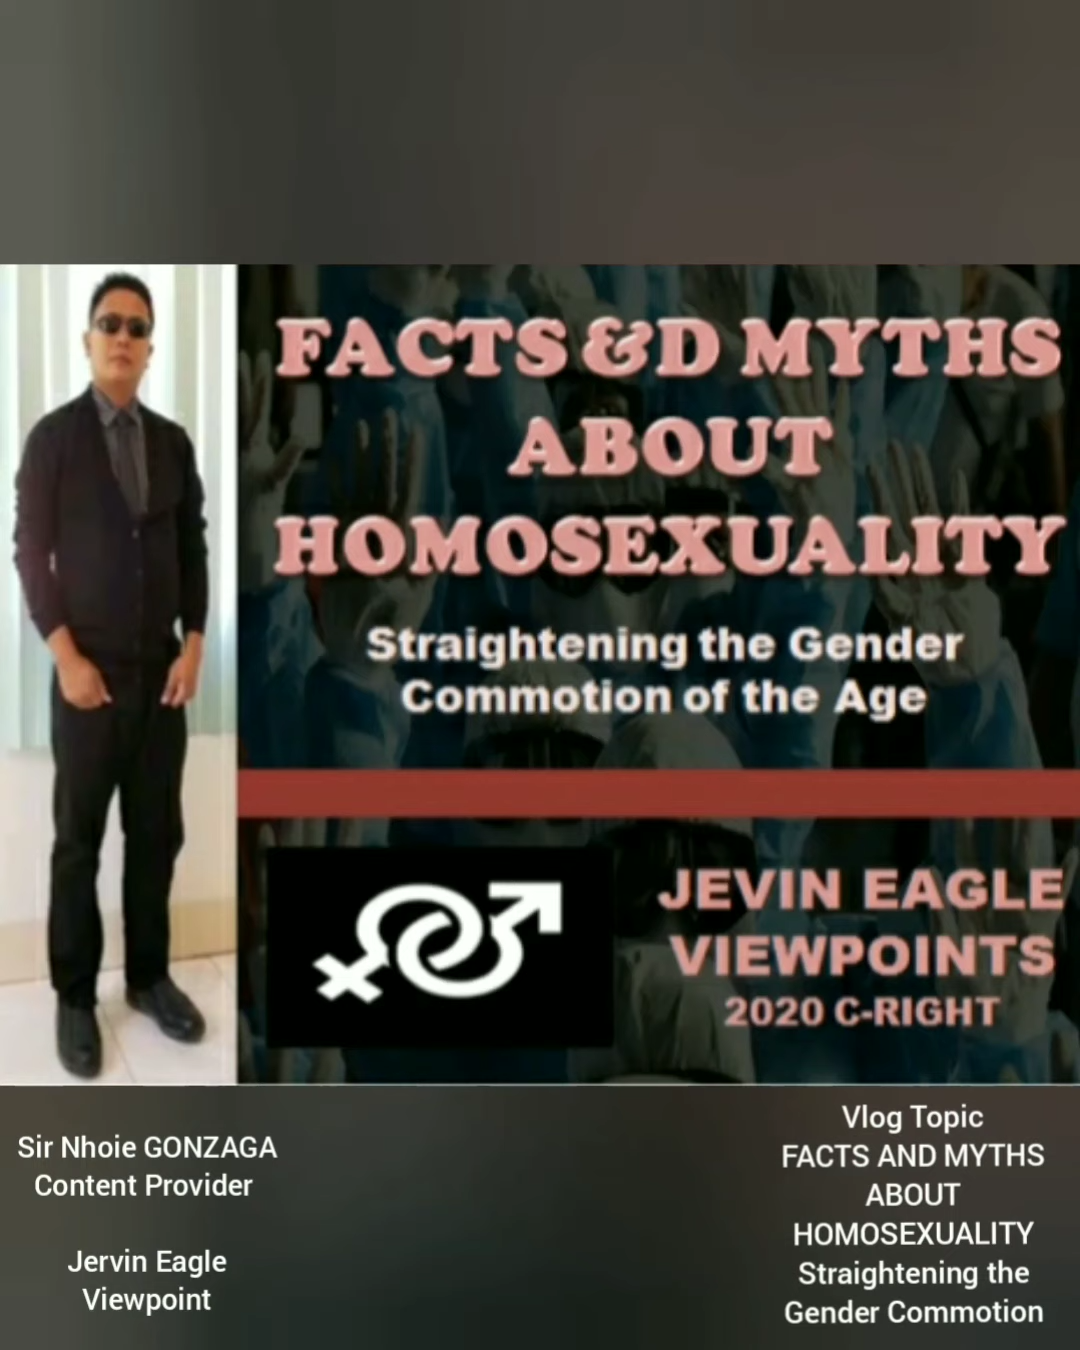 FACTS &D MYTHS
ABOUT
HOMOSEXUALITY
Straightening the Gender
Commotion of the Age
JEVIN EAGLE
VIEWPOINTS
2020 C-RIGHT
Sir Nhoie GONZAGA
Content Provider
Jervin Eagle
Viewpoint
Vlog Topic
FACTS AND MYTHS
ABOUT
HOMOSEXUALITY
Straightening the
Gender Commotion